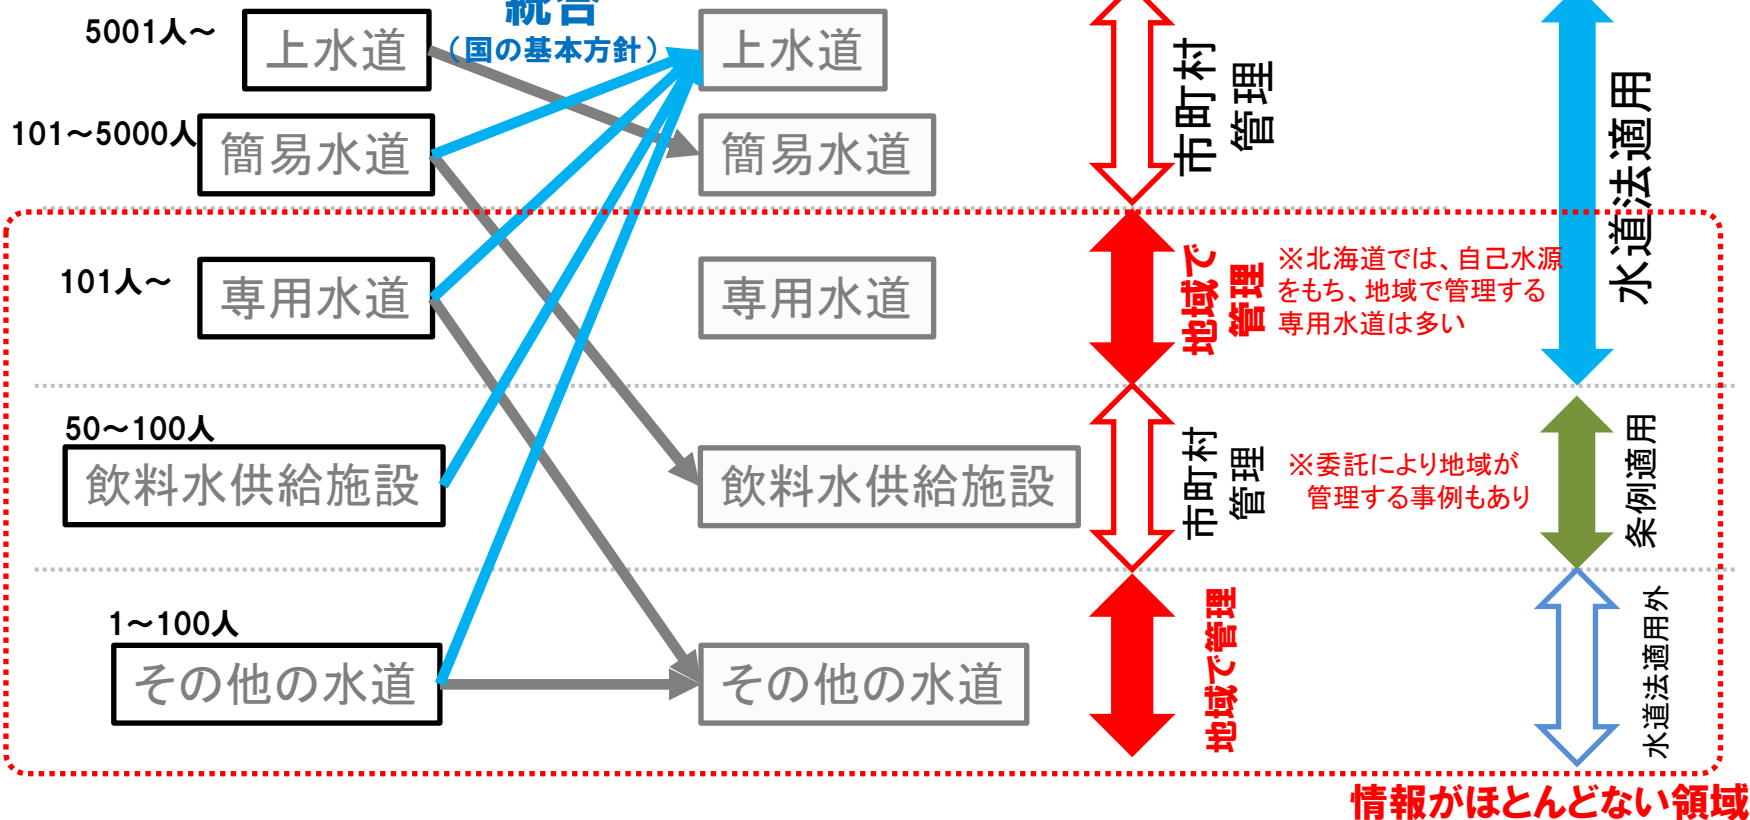 統合
（国の基本方針）
5001人～
上水道
上水道
101～5000人
簡易水道
簡易水道
市町村
管理
水道法適用
101人～
専用水道
専用水道
地域で
管理
※北海道では、自己水源
をもち、地域で管理する
専用水道は多い
50～100人
飲料水供給施設
飲料水供給施設
市町村
管理
※委託により地域が
管理する事例もあり
条例適用
1～100人
その他の水道
その他の水道
地域で管理
水道法適用外
情報がほとんどない領域